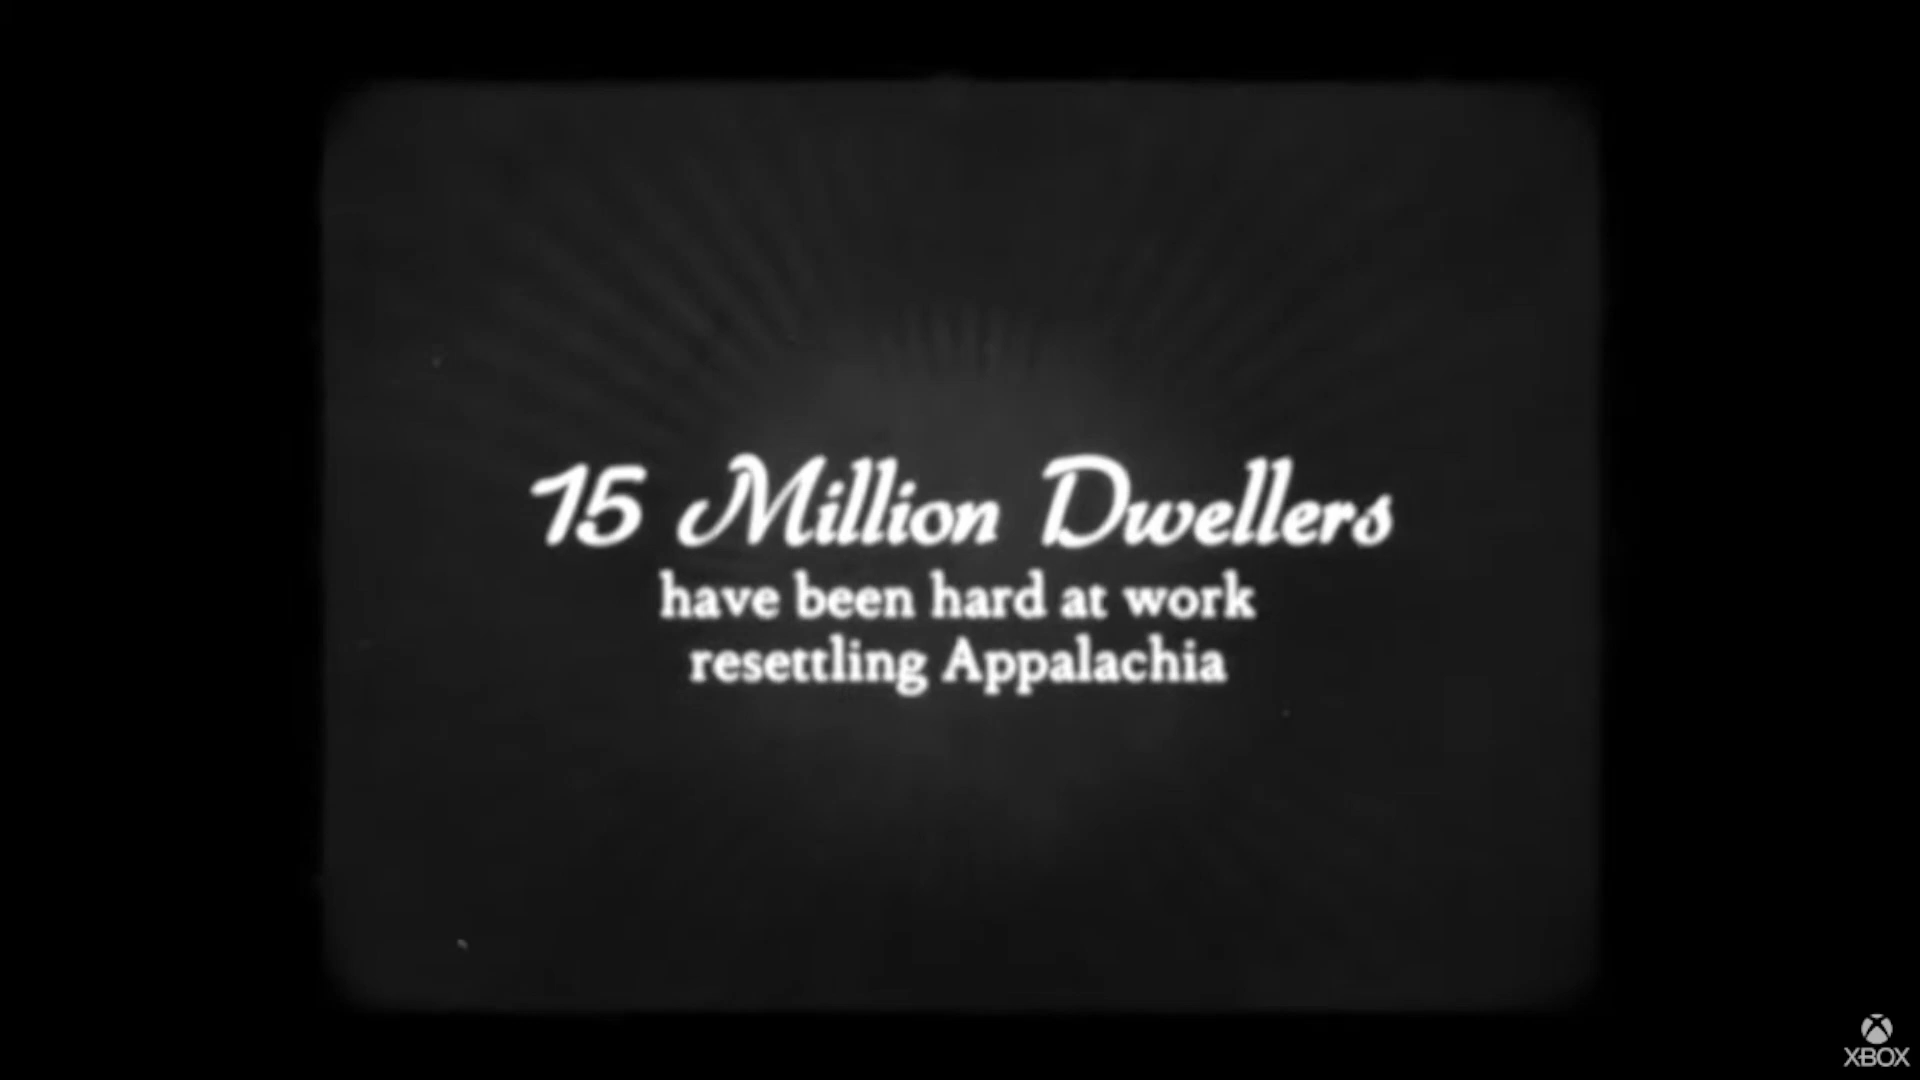 15 Million Dwellers
have been hard at work
resettling Appalachia
XBOX